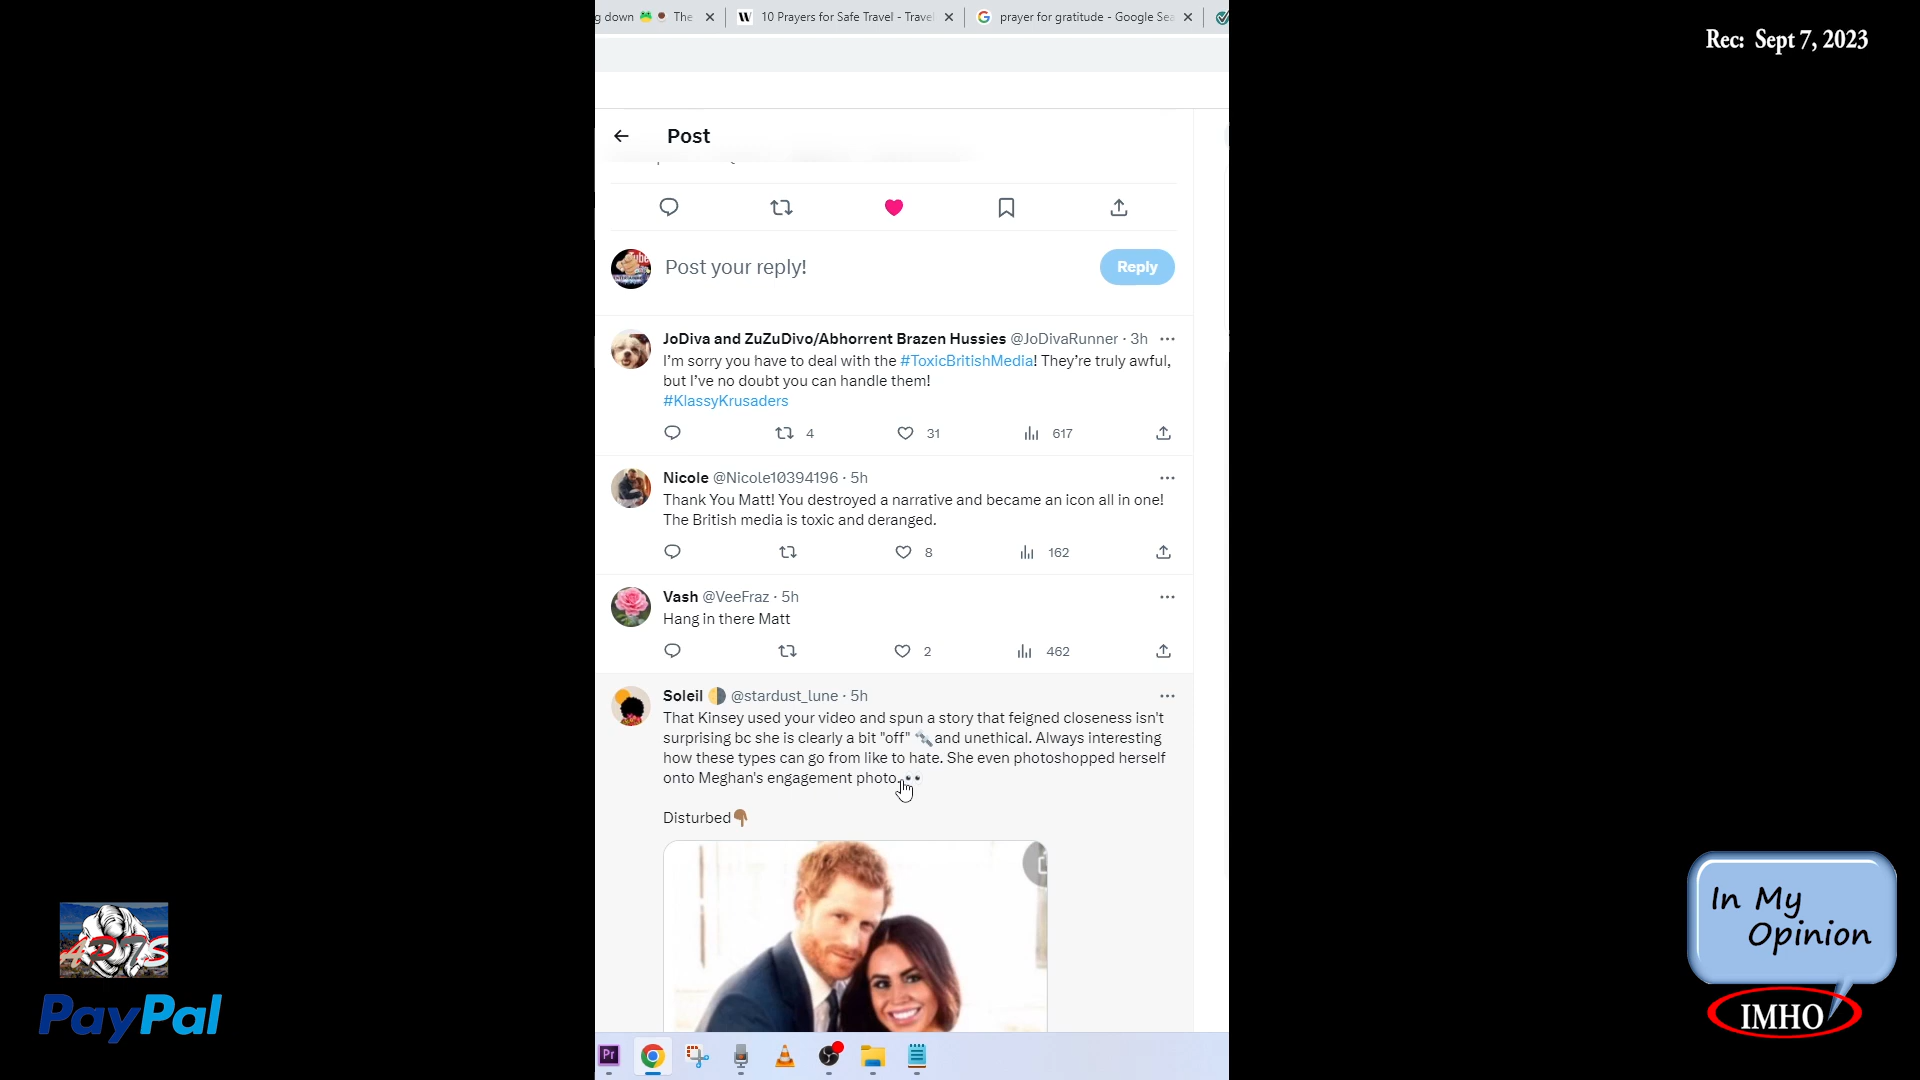 g down 🐸 The
10 Prayers for Safe Travel - Trave
prayer for gratitude - Google Sea
Rec: Sept 7, 2023
Post
Post your reply!
Reply
JoDiva and ZuZuDivo/Abhorrent Brazen Hussies @JoDivaRunner · 3h
I'm sorry you have to deal with the #ToxicBritishMedia! They're truly awful,
but I've no doubt you can handle them!
#KlassyKrusaders
4 31 617
Nicole @Nicole10394196 · 5h
Thank You Matt! You destroyed a narrative and became an icon all in one!
The British media is toxic and deranged.
8 162
Vash @VeeFraz · 5h
Hang in there Matt
2 462
Soleil 🌗 @stardust_lune · 5h
That Kinsey used your video and spun a story that feigned closeness isn't
surprising bc she is clearly a bit "off" 🔩and unethical. Always interesting
how these types can go from like to hate. She even photoshopped herself
onto Meghan's engagement photo.👀
Disturbed👇🏽
Pr
PayPal
In My
Opinion
IMHO